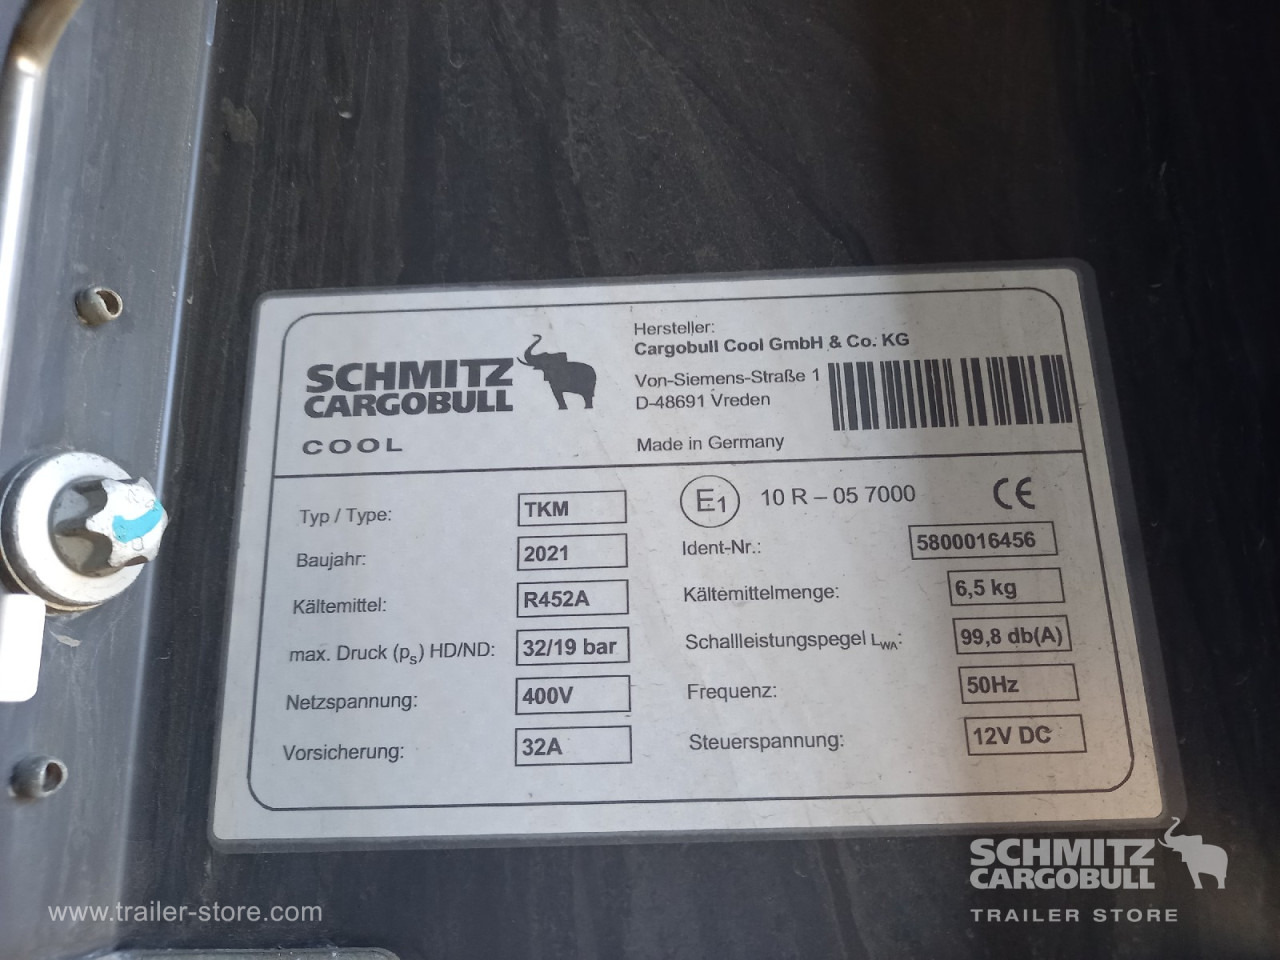 SCHMITZ
CARGOBULL
COOL
Hersteller:
Cargobull Cool GmbH & Co. KG
Von-Siemens-Straße 1
D-48691 Vreden
Made in Germany
Typ / Type: TKM
Baujahr: 2021
Kältemittel: R452A
max. Druck (ps) HD/ND: 32/19 bar
Netzspannung: 400V
Vorsicherung: 32A
E1 10 R – 05 7000 CE
Ident-Nr.: 5800016456
Kältemittelmenge: 6,5 kg
Schallleistungspegel LWA: 99,8 db(A)
Frequenz: 50Hz
Steuerspannung: 12V DC
www.trailer-store.com
SCHMITZ
CARGOBULL
TRAILER STORE